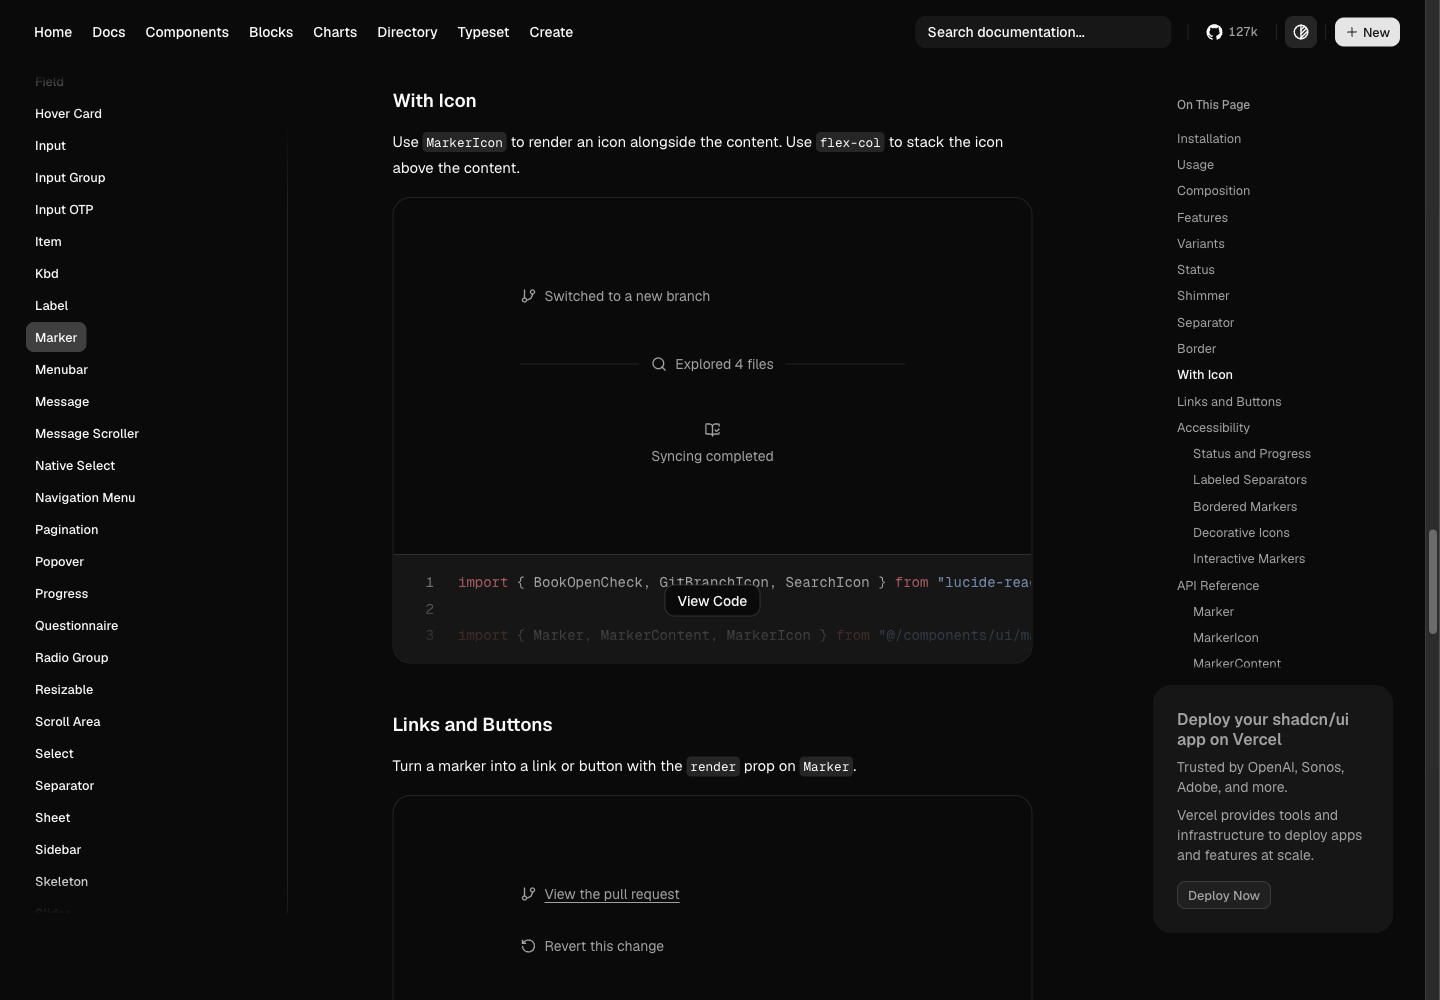 Home Docs Components Blocks Charts Directory Typeset Create
Search documentation...
127k
New
Field
Hover Card
Input
Input Group
Input OTP
Item
Kbd
Label
Marker
Menubar
Message
Message Scroller
Native Select
Navigation Menu
Pagination
Popover
Progress
Questionnaire
Radio Group
Resizable
Scroll Area
Select
Separator
Sheet
Sidebar
Skeleton
Slider
With Icon
Use MarkerIcon to render an icon alongside the content. Use flex-col to stack the icon
above the content.
Switched to a new branch
Explored 4 files
Syncing completed
1 import { BookOpenCheck, GitBranchIcon, SearchIcon } from "lucide-rea
View Code
2
3 import { Marker, MarkerContent, MarkerIcon } from "@/components/ui/m
Links and Buttons
Turn a marker into a link or button with the render prop on Marker.
View the pull request
Revert this change
On This Page
Installation
Usage
Composition
Features
Variants
Status
Shimmer
Separator
Border
With Icon
Links and Buttons
Accessibility
Status and Progress
Labeled Separators
Bordered Markers
Decorative Icons
Interactive Markers
API Reference
Marker
MarkerIcon
MarkerContent
Deploy your shadcn/ui
app on Vercel
Trusted by OpenAI, Sonos,
Adobe, and more.
Vercel provides tools and
infrastructure to deploy apps
and features at scale.
Deploy Now